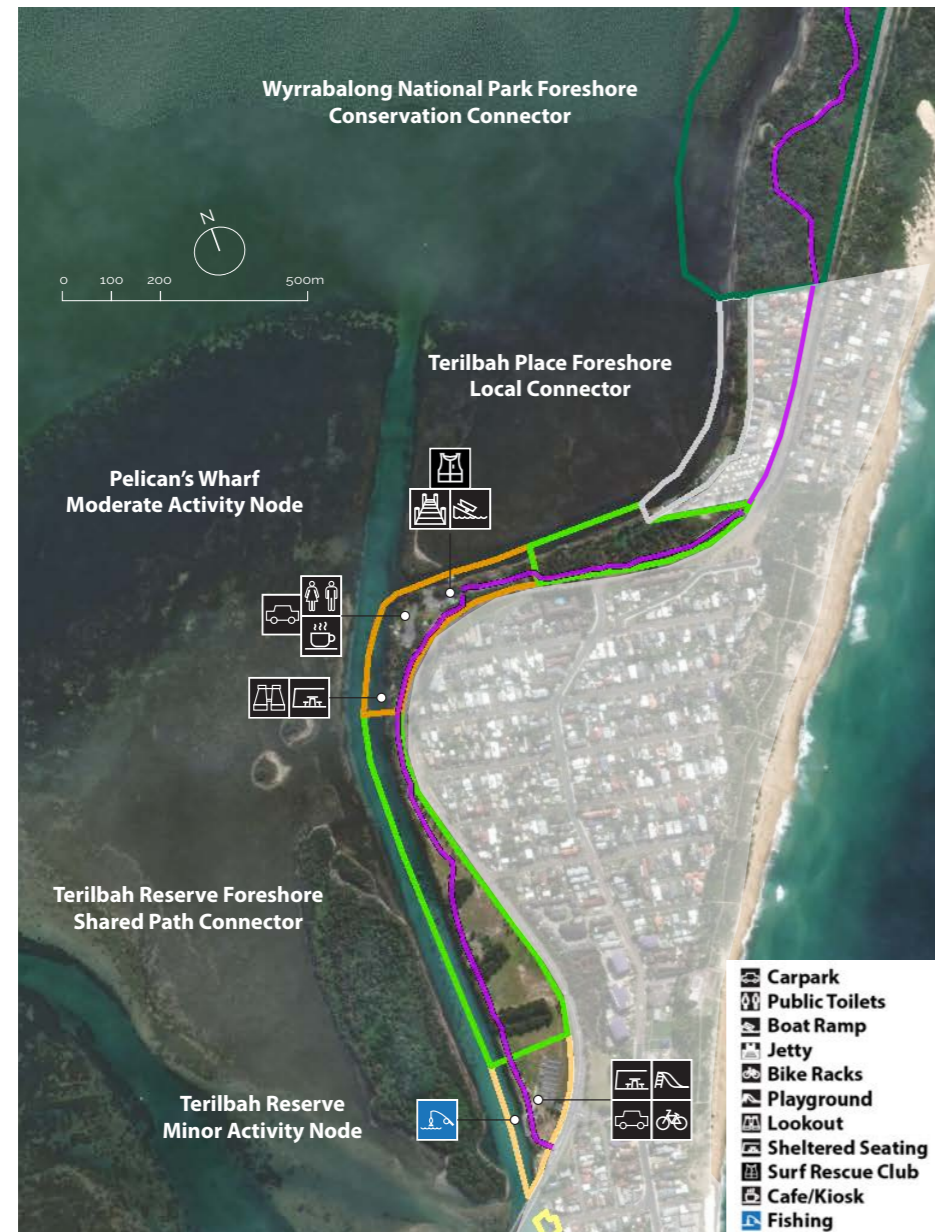 Wyrrabalong National Park Foreshore
Conservation Connector
N
0 100 200 500m
Terilbah Place Foreshore
Local Connector
Pelican's Wharf
Moderate Activity Node
Terilbah Reserve Foreshore
Shared Path Connector
Terilbah Reserve
Minor Activity Node
Carpark
Public Toilets
Boat Ramp
Jetty
Bike Racks
Playground
Lookout
Sheltered Seating
Surf Rescue Club
Cafe/Kiosk
Fishing